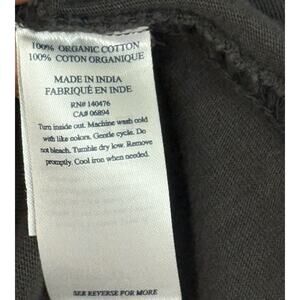 100% ORGANIC COTTON
100% COTON ORGANIQUE
MADE IN INDIA
FABRIQUÉ EN INDE
RN# 140476
CA# 06894
Turn inside out. Machine wash cold
with like colors. Gentle cycle. Do
not bleach. Tumble dry low. Remove
promptly. Cool iron when needed.
SEE REVERSE FOR MORE